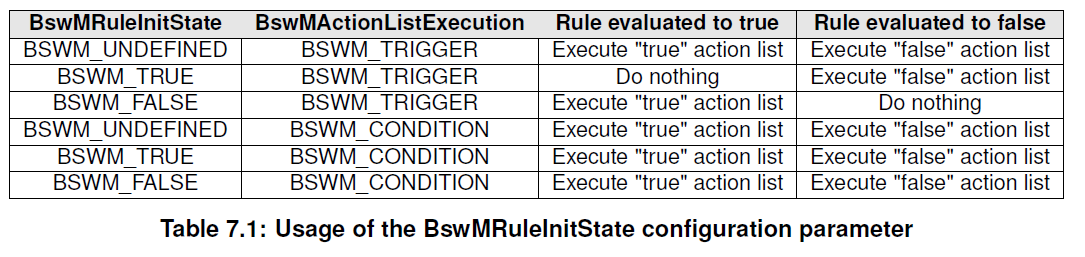 BswMRuleInitState BswMActionListExecution Rule evaluated to true Rule evaluated to false
BSWM_UNDEFINED BSWM_TRIGGER Execute "true" action list Execute "false" action list
BSWM_TRUE BSWM_TRIGGER Do nothing Execute "false" action list
BSWM_FALSE BSWM_TRIGGER Execute "true" action list Do nothing
BSWM_UNDEFINED BSWM_CONDITION Execute "true" action list Execute "false" action list
BSWM_TRUE BSWM_CONDITION Execute "true" action list Execute "false" action list
BSWM_FALSE BSWM_CONDITION Execute "true" action list Execute "false" action list
Table 7.1: Usage of the BswMRuleInitState configuration parameter